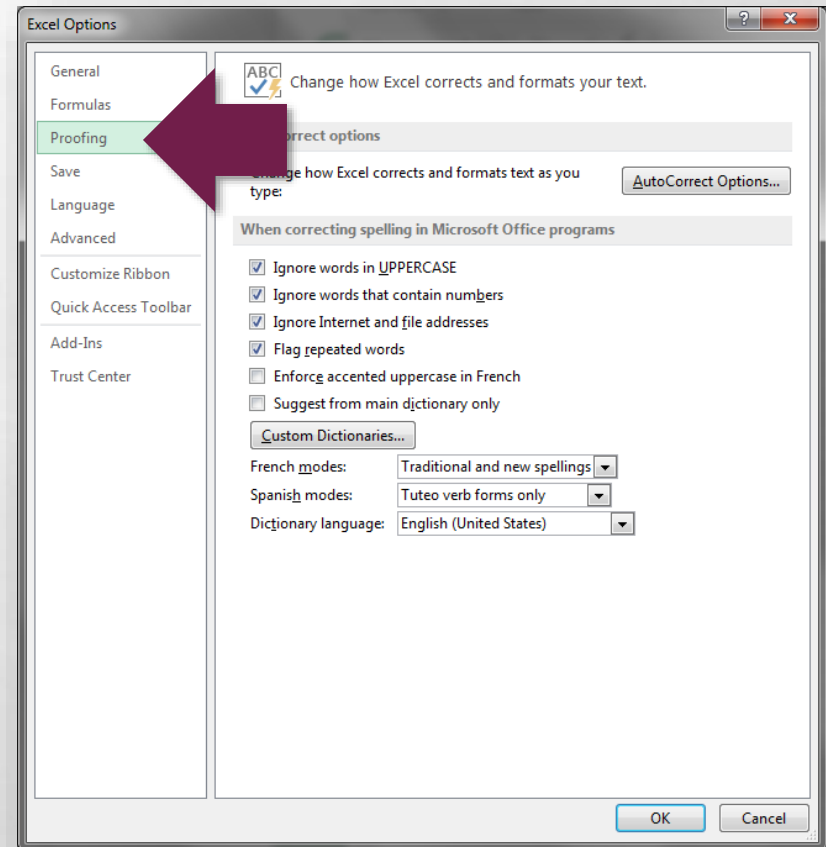 Excel Options
?
X
General
Formulas
Proofing
Save
Language
Advanced
Customize Ribbon
Quick Access Toolbar
Add-Ins
Trust Center
ABC
Change how Excel corrects and formats your text.
orrect options
how Excel corrects and formats text as you
type:
AutoCorrect Options...
When correcting spelling in Microsoft Office programs
Ignore words in UPPERCASE
Ignore words that contain numbers
Ignore Internet and file addresses
Flag repeated words
Enforce accented uppercase in French
Suggest from main dictionary only
Custom Dictionaries...
French modes: Traditional and new spellings
Spanish modes: Tuteo verb forms only
Dictionary language: English (United States)
OK
Cancel